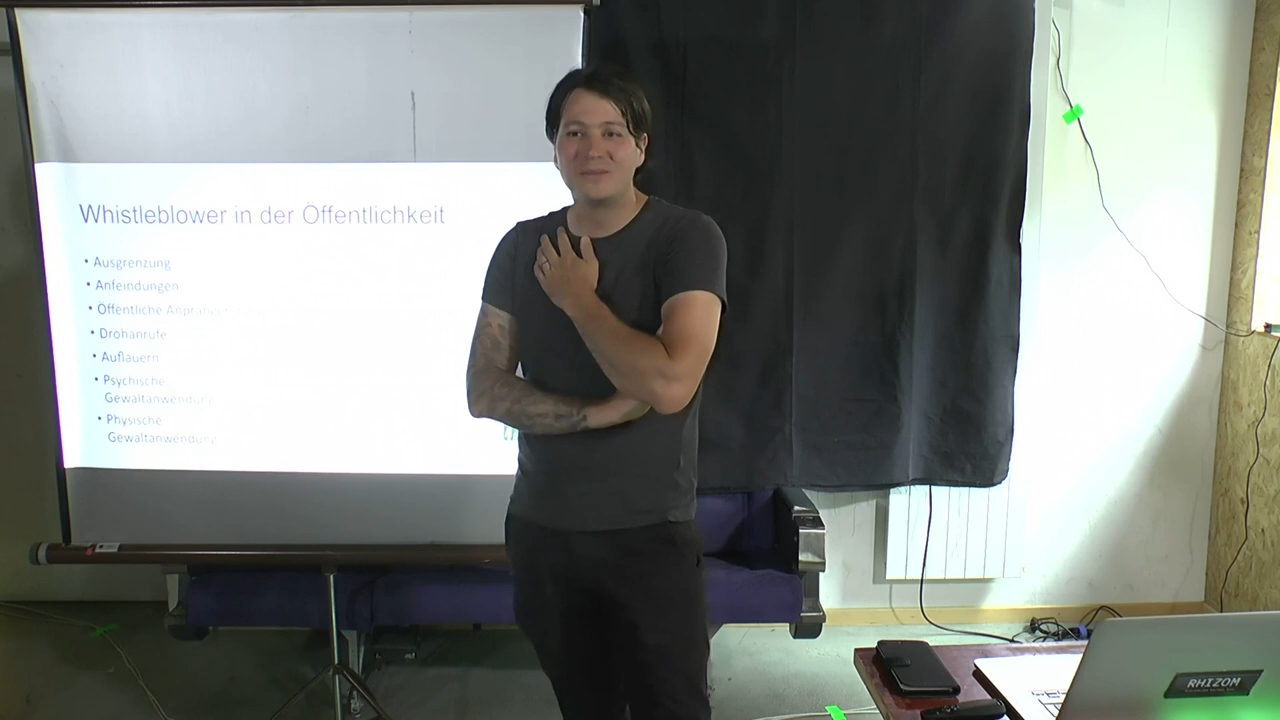 Whistleblower in der Öffentlichkeit
• Ausgrenzung
• Anfeindungen
• Öffentliche
• Drohanrufe
• Auflauern
• Psychische
Gewaltanwendung
• Physische
Gewaltanwendung
RHIZOM